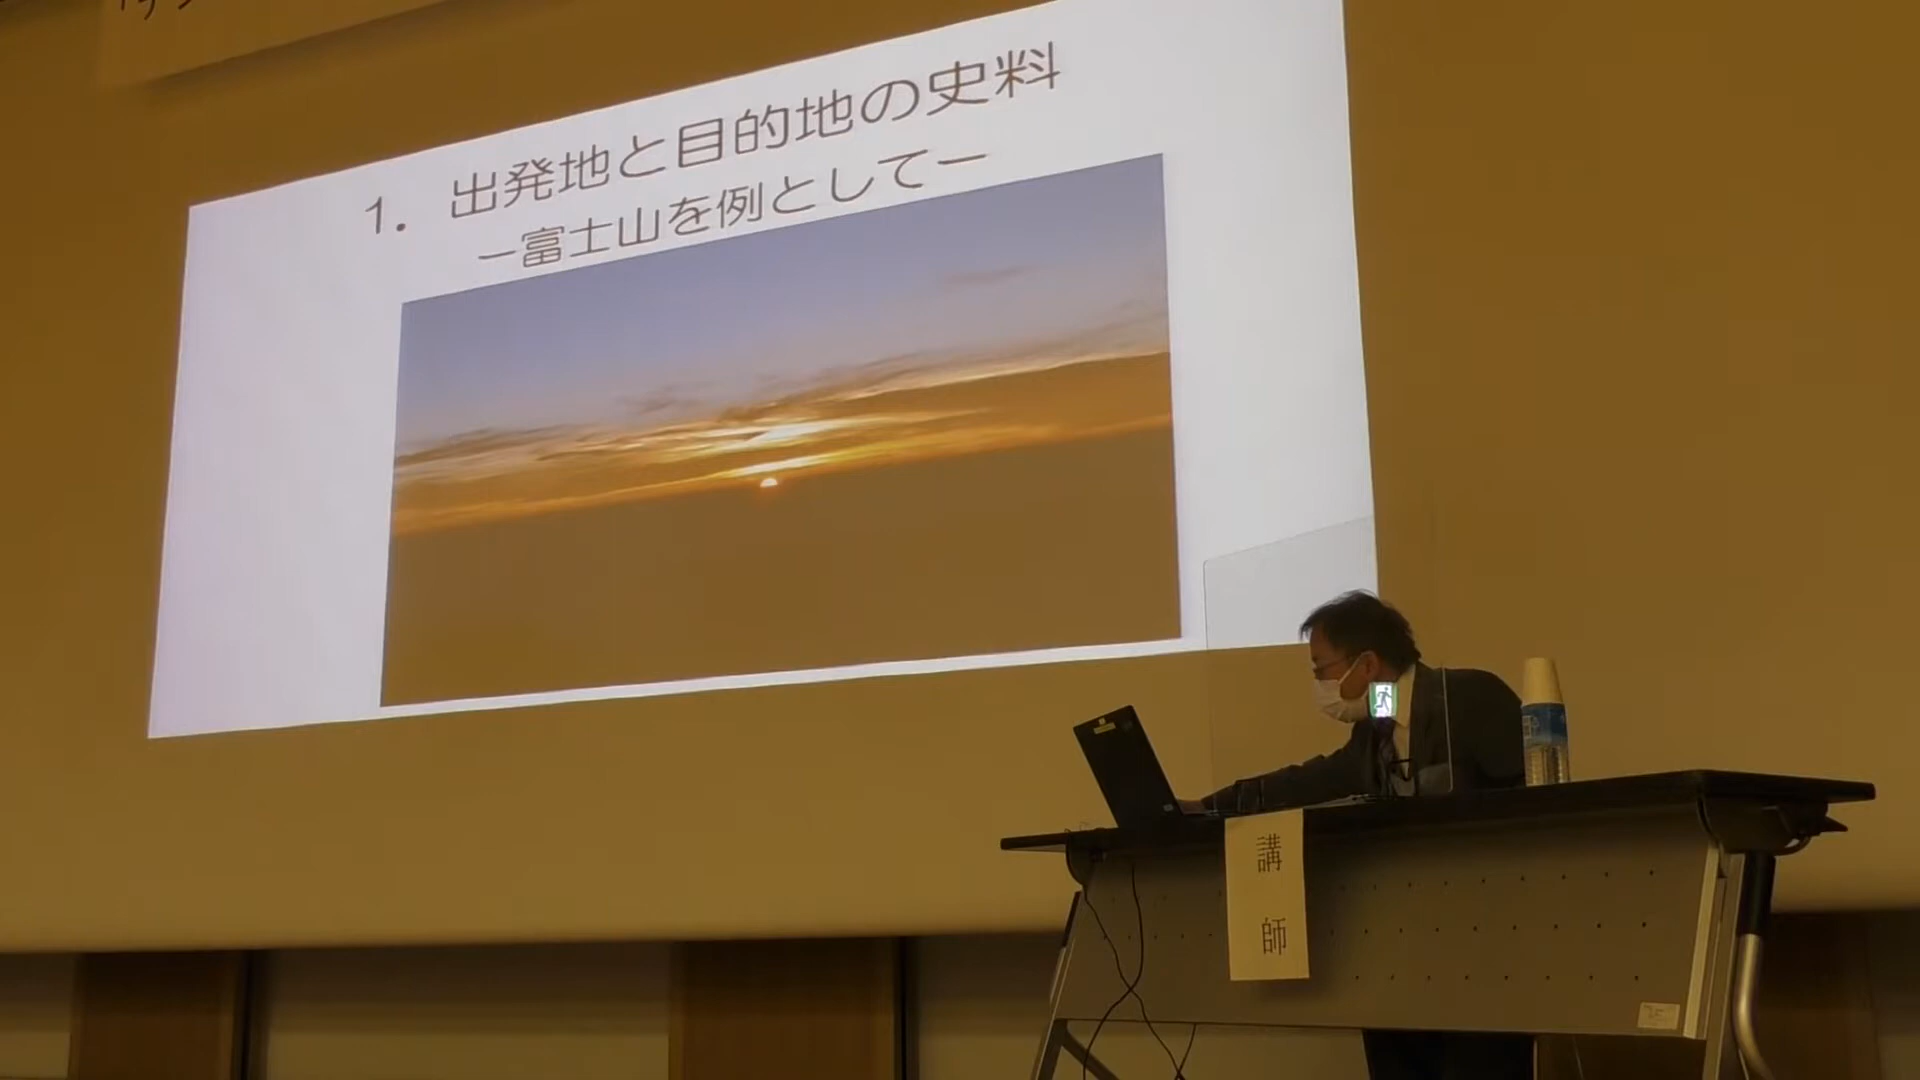 1. 出発地と目的地の史料
ー富士山を例としてー
講師